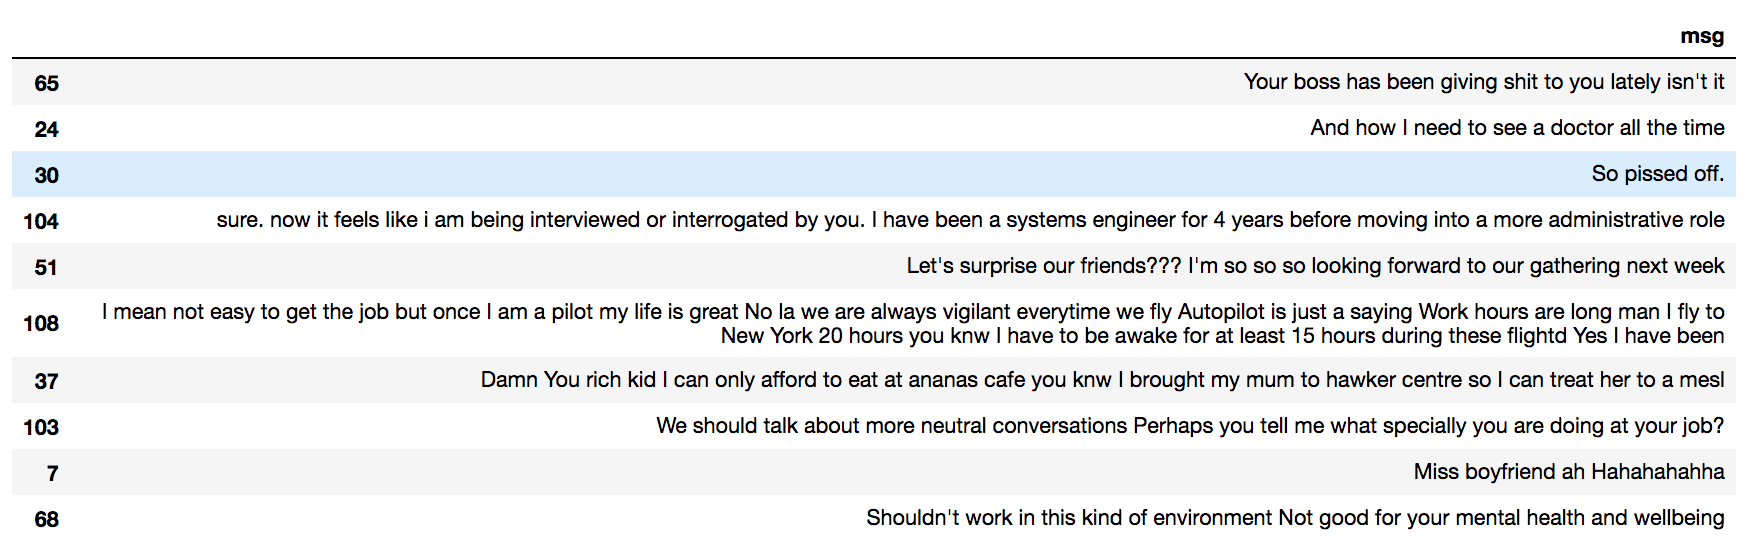 msg
65 Your boss has been giving shit to you lately isn't it
24 And how I need to see a doctor all the time
30 So pissed off.
104 sure. now it feels like i am being interviewed or interrogated by you. I have been a systems engineer for 4 years before moving into a more administrative role
51 Let's surprise our friends??? I'm so so so looking forward to our gathering next week
108 I mean not easy to get the job but once I am a pilot my life is great No la we are always vigilant everytime we fly Autopilot is just a saying Work hours are long man I fly to
New York 20 hours you knw I have to be awake for at least 15 hours during these flightd Yes I have been
37 Damn You rich kid I can only afford to eat at ananas cafe you knw I brought my mum to hawker centre so I can treat her to a mesl
103 We should talk about more neutral conversations Perhaps you tell me what specially you are doing at your job?
7 Miss boyfriend ah Hahahahahha
68 Shouldn't work in this kind of environment Not good for your mental health and wellbeing